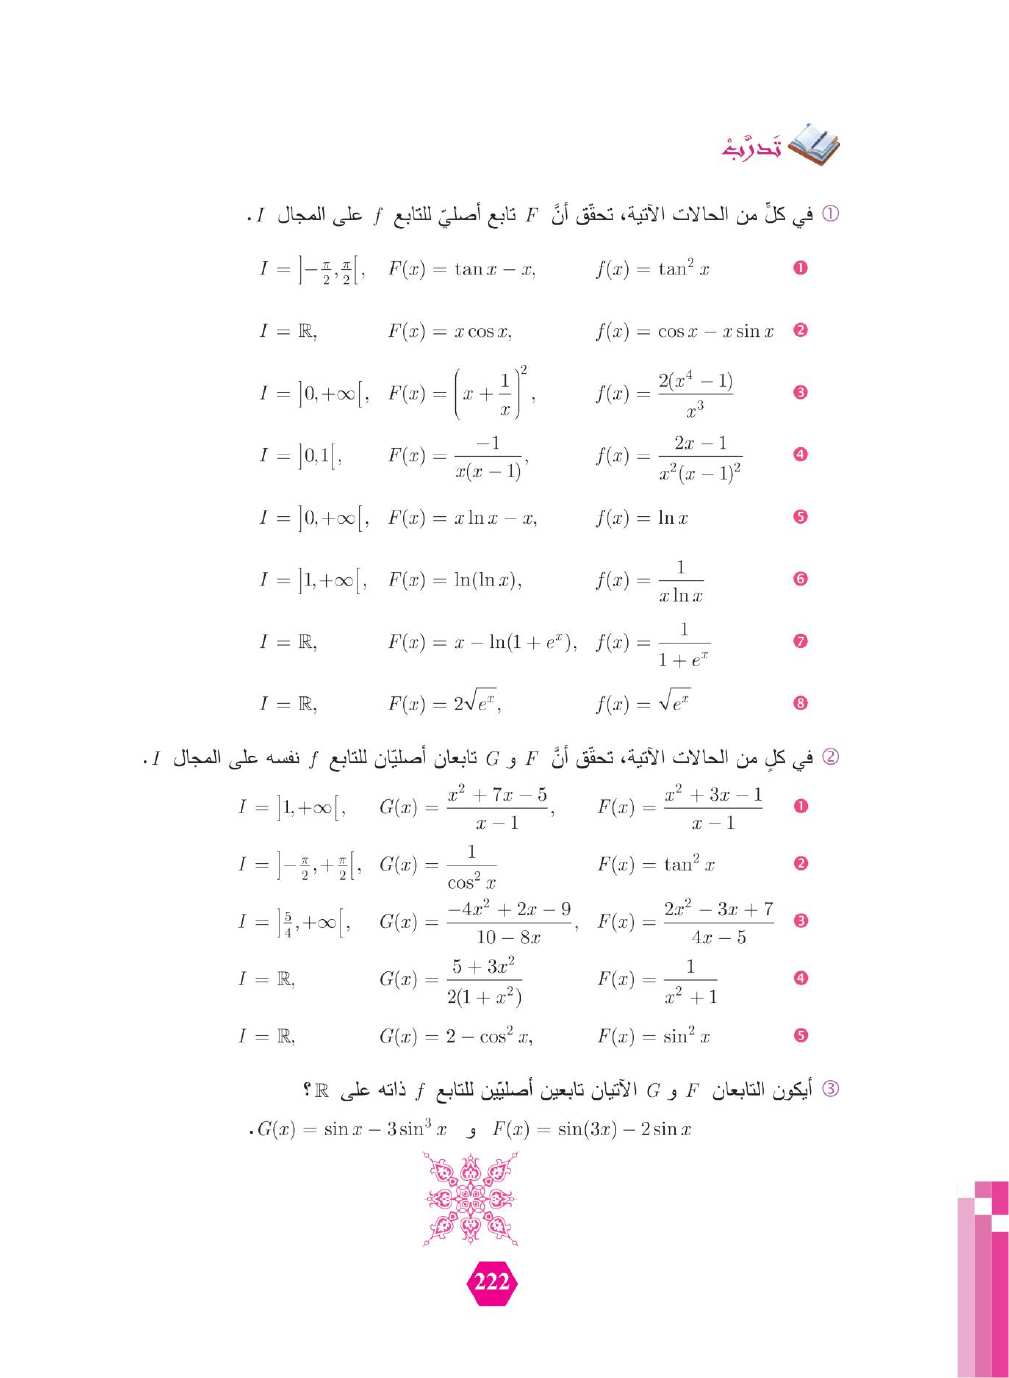 تَدرَّبْ
① في كلٍّ من الحالات الآتية، تحقّق أنَّ F تابع أصليّ للتابع f على المجال I .
❶ f(x) = tan² x    F(x) = tan x − x,    I = ]−π/2, π/2[,
❷ f(x) = cos x − x sin x    F(x) = x cos x,    I = ℝ,
❸ f(x) = 2(x⁴ − 1)/x³    F(x) = (x + 1/x)²,    I = ]0,+∞[,
❹ f(x) = (2x − 1)/(x²(x − 1)²)    F(x) = −1/(x(x − 1)),    I = ]0,1[,
❺ f(x) = ln x    F(x) = x ln x − x,    I = ]0,+∞[,
❻ f(x) = 1/(x ln x)    F(x) = ln(ln x),    I = ]1,+∞[,
❼ f(x) = 1/(1 + eˣ)    F(x) = x − ln(1 + eˣ),    I = ℝ,
❽ f(x) = √(eˣ)    F(x) = 2√(eˣ),    I = ℝ,
② في كلٍ من الحالات الآتية، تحقّق أنَّ F و G تابعان أصليّان للتابع f نفسه على المجال I .
❶ F(x) = (x² + 3x − 1)/(x − 1)    G(x) = (x² + 7x − 5)/(x − 1),    I = ]1,+∞[,
❷ F(x) = tan² x    G(x) = 1/cos² x    I = ]−π/2,+π/2[,
❸ F(x) = (2x² − 3x + 7)/(4x − 5)    G(x) = (−4x² + 2x − 9)/(10 − 8x),    I = ]5/4,+∞[,
❹ F(x) = 1/(x² + 1)    G(x) = (5 + 3x²)/(2(1 + x²))    I = ℝ,
❺ F(x) = sin² x    G(x) = 2 − cos² x,    I = ℝ,
③ أيكون التابعان F و G الآتيان تابعين أصليّين للتابع f ذاته على ℝ ؟
F(x) = sin(3x) − 2 sin x و G(x) = sin x − 3 sin³ x .
222